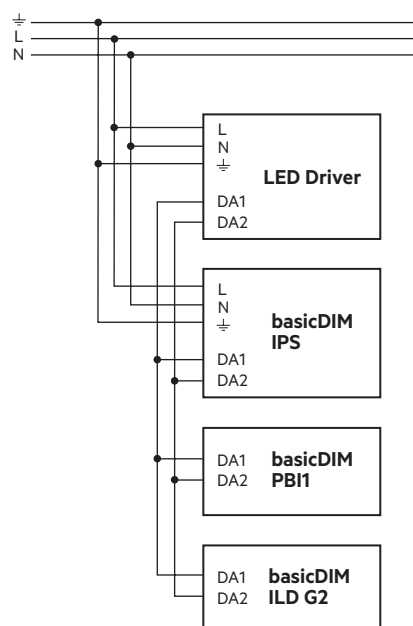 ⏚
L
N
L
N
⏚
LED Driver
DA1
DA2
L
N
⏚
basicDIM
IPS
DA1
DA2
DA1
DA2
basicDIM
PBI1
DA1
DA2
basicDIM
ILD G2